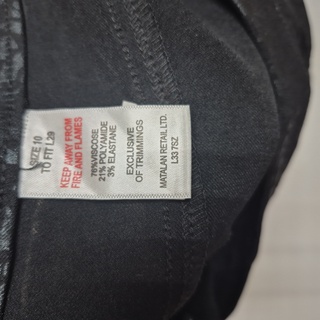 SIZE 10
TO FIT L29
KEEP AWAY FROM
FIRE AND FLAMES
76%VISCOSE
21% POLYAMIDE
3% ELASTANE
EXCLUSIVE
OF TRIMMINGS
MATALAN RETAIL LTD.
L33 7SZ